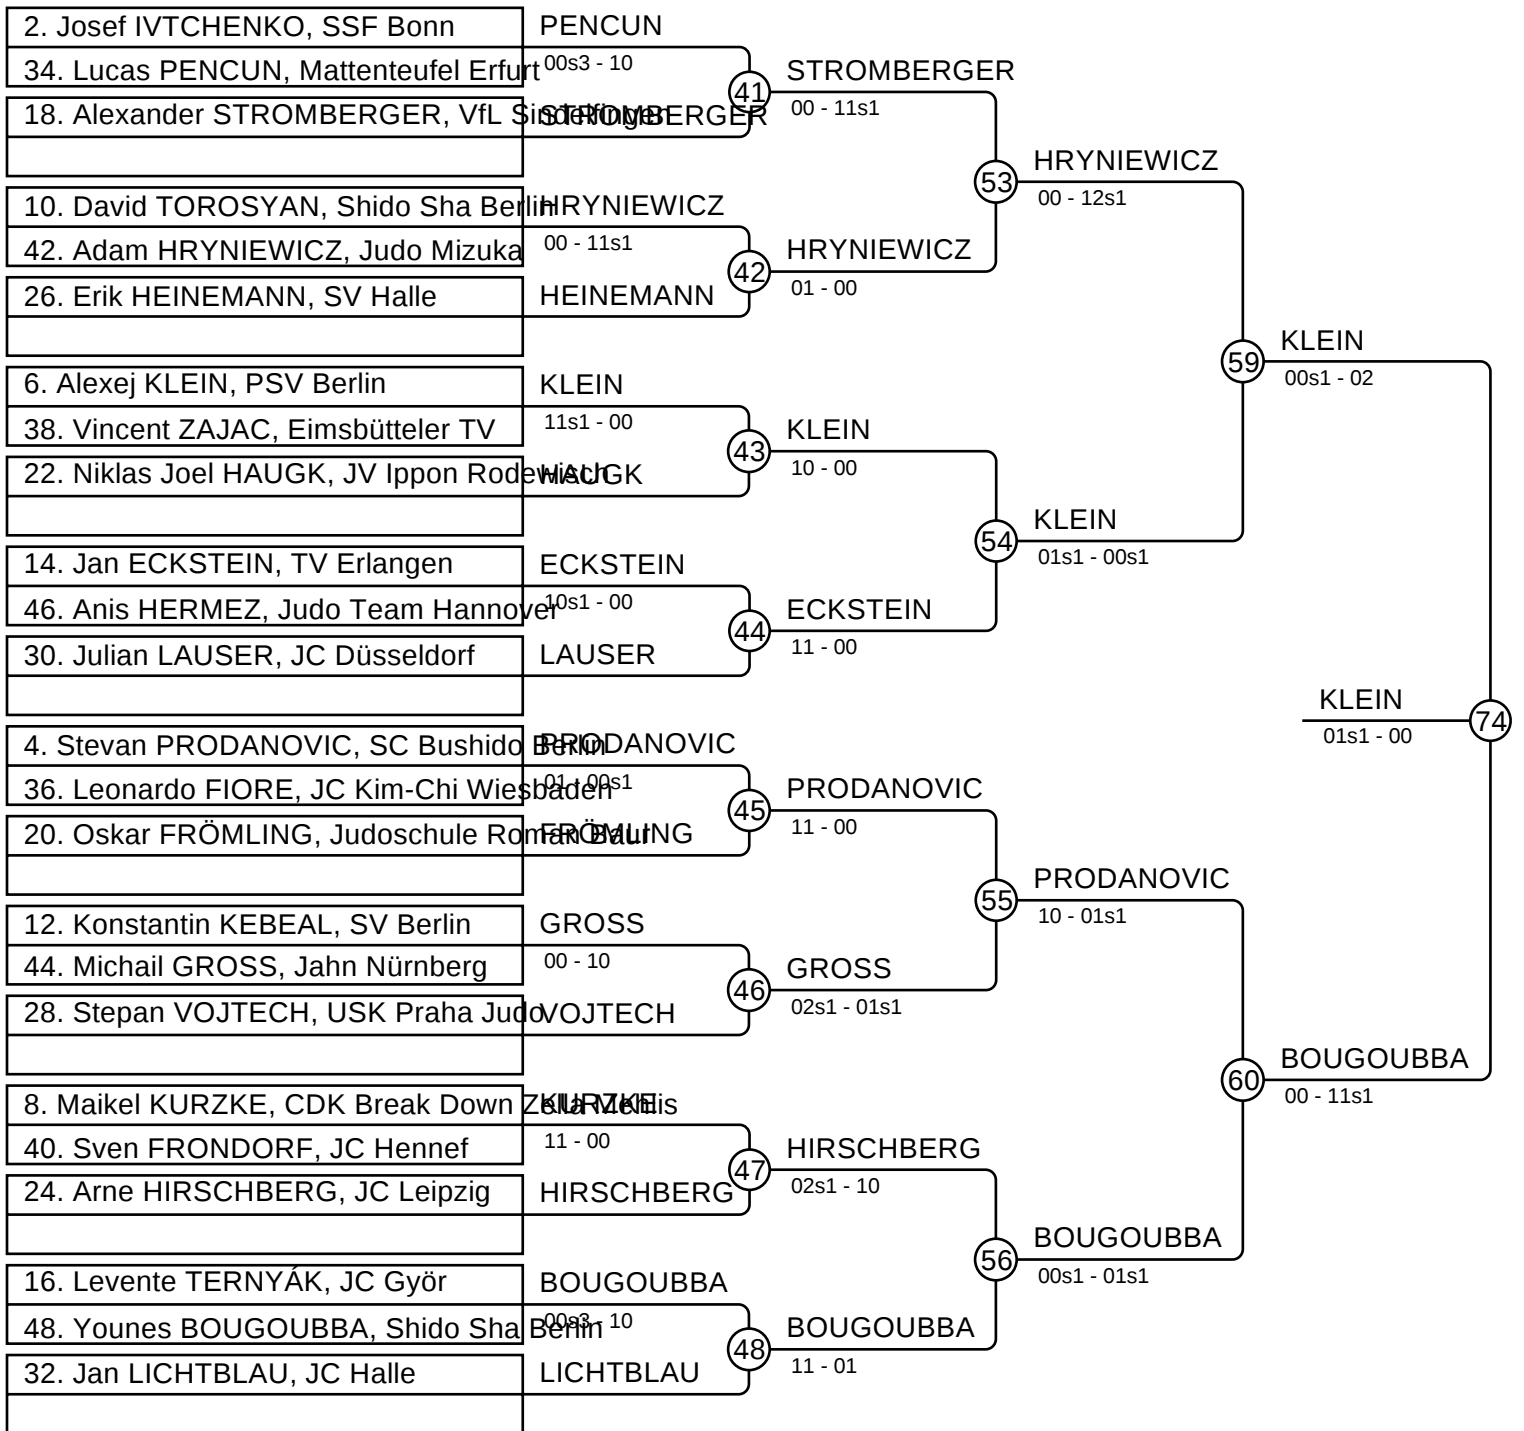 2. Josef IVTCHENKO, SSF Bonn
PENCUN
00s3 - 10
34. Lucas PENCUN, Mattenteufel Erfurt
41
STROMBERGER
00 - 11s1
18. Alexander STROMBERGER, VfL Sindelfingen
STROMBERGER
53
HRYNIEWICZ
00 - 12s1
10. David TOROSYAN, Shido Sha Berlin
HRYNIEWICZ
00 - 11s1
42. Adam HRYNIEWICZ, Judo Mizuka
42
HRYNIEWICZ
01 - 00
26. Erik HEINEMANN, SV Halle
HEINEMANN
59
KLEIN
00s1 - 02
6. Alexej KLEIN, PSV Berlin
KLEIN
11s1 - 00
38. Vincent ZAJAC, Eimsbütteler TV
43
KLEIN
10 - 00
22. Niklas Joel HAUGK, JV Ippon Rodewisch
HAUGK
54
KLEIN
01s1 - 00s1
14. Jan ECKSTEIN, TV Erlangen
ECKSTEIN
10s1 - 00
46. Anis HERMEZ, Judo Team Hannover
44
ECKSTEIN
11 - 00
30. Julian LAUSER, JC Düsseldorf
LAUSER
KLEIN
74
01s1 - 00
4. Stevan PRODANOVIC, SC Bushido Berlin
PRODANOVIC
01 - 00s1
36. Leonardo FIORE, JC Kim-Chi Wiesbaden
45
PRODANOVIC
11 - 00
20. Oskar FRÖMLING, Judoschule Roman Baur
FRÖMLING
55
PRODANOVIC
10 - 01s1
12. Konstantin KEBEAL, SV Berlin
GROSS
00 - 10
44. Michail GROSS, Jahn Nürnberg
46
GROSS
02s1 - 01s1
28. Stepan VOJTECH, USK Praha Judo
VOJTECH
60
BOUGOUBBA
00 - 11s1
8. Maikel KURZKE, CDK Break Down Zella-Mehlis
KURZKE
11 - 00
40. Sven FRONDORF, JC Hennef
47
HIRSCHBERG
02s1 - 10
24. Arne HIRSCHBERG, JC Leipzig
HIRSCHBERG
56
BOUGOUBBA
00s1 - 01s1
16. Levente TERNYÁK, JC Györ
BOUGOUBBA
00s3 - 10
48. Younes BOUGOUBBA, Shido Sha Berlin
48
BOUGOUBBA
11 - 01
32. Jan LICHTBLAU, JC Halle
LICHTBLAU